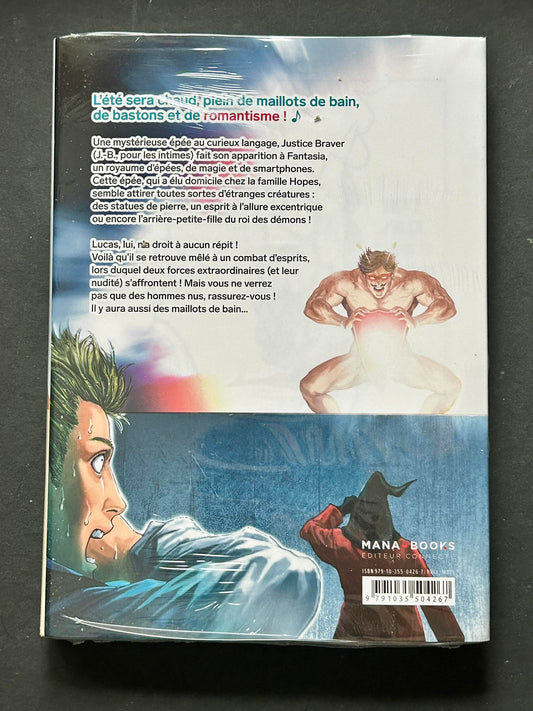 L'été sera chaud, plein de maillots de bain,
de bastons et de romantisme ! ♪
Une mystérieuse épée au curieux langage, Justice Braver
(J.-B., pour les intimes) fait son apparition à Fantasia,
un royaume d'épées, de magie et de smartphones.
Cette épée, qui a élu domicile chez la famille Hopes,
semble attirer toutes sortes d'étranges créatures :
des statues de pierre, un esprit à l'allure excentrique
ou encore l'arrière-petite-fille du roi des démons !
Lucas, lui, n'a droit à aucun répit !
Voilà qu'il se retrouve mêlé à un combat d'esprits,
lors duquel deux forces extraordinaires (et leur
nudité) s'affrontent ! Mais vous ne verrez
pas que des hommes nus, rassurez-vous !
Il y aura aussi des maillots de bain...
MANA BOOKS
ÉDITEUR CONNECTÉ
ISBN 979-10-355-0426-7
9 791035 504267